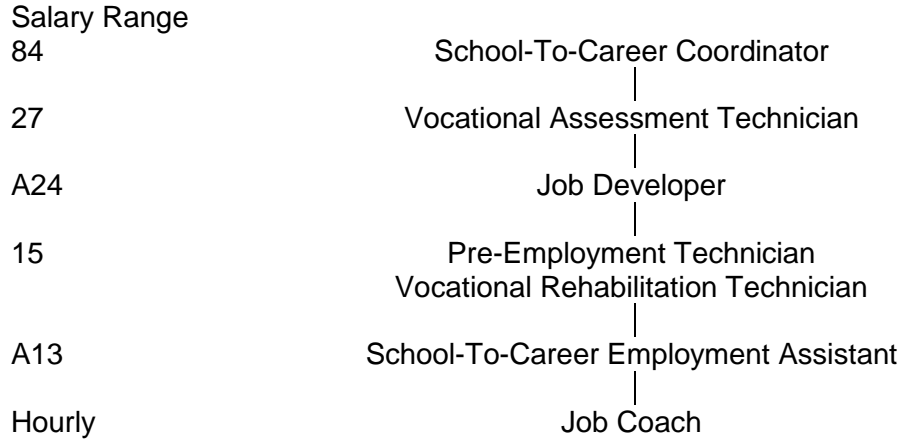 Salary Range
84 School-To-Career Coordinator
27 Vocational Assessment Technician
A24 Job Developer
15 Pre-Employment Technician
Vocational Rehabilitation Technician
A13 School-To-Career Employment Assistant
Hourly Job Coach